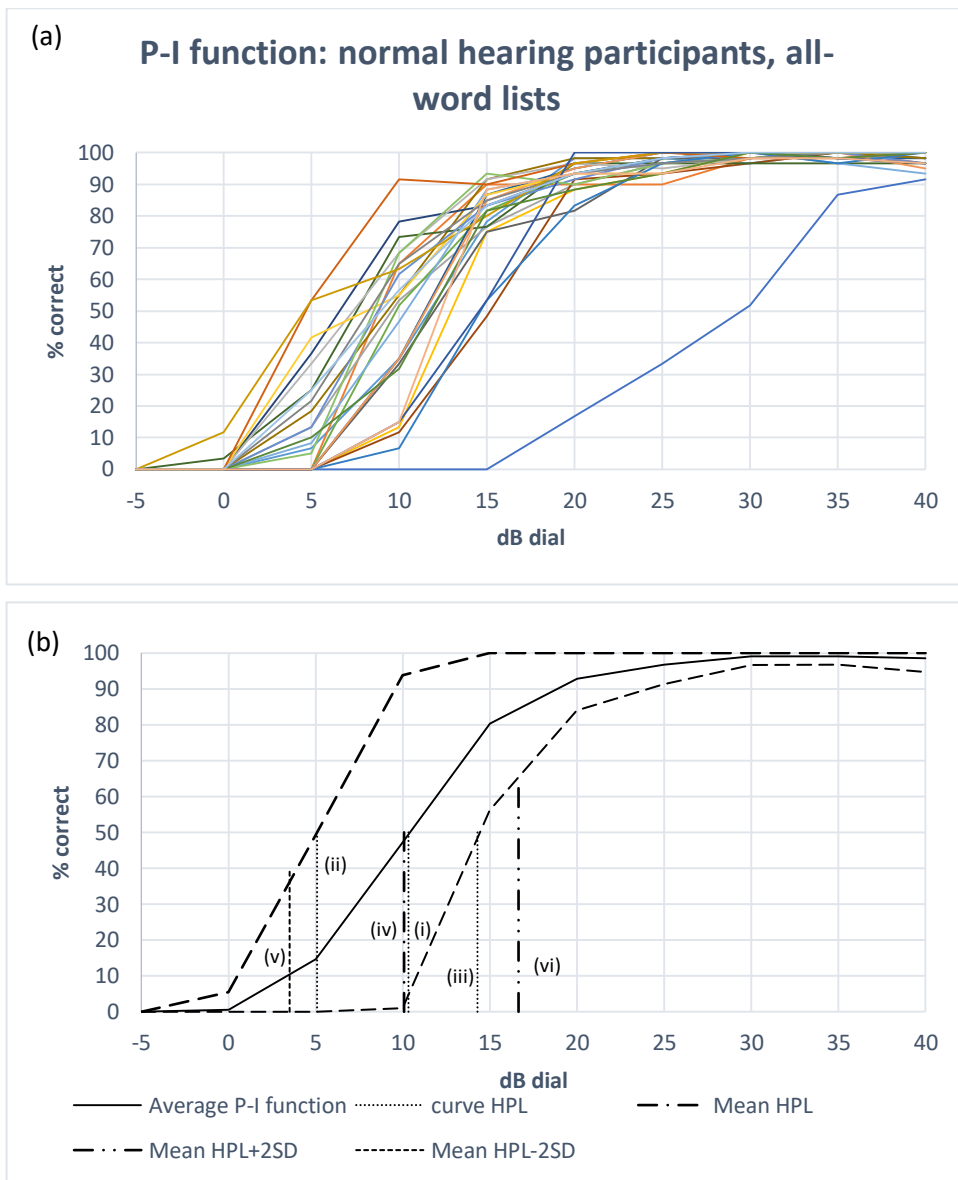 (a)
P-I function: normal hearing participants, all-
word lists
100
90
80
70
60
50
40
30
20
10
0
% correct
-5 0 5 10 15 20 25 30 35 40
dB dial
(b)
100
90
80
70
60
50
40
30
20
10
0
% correct
(ii)
(iv) (i)
(v)
(iii)
(vi)
-5 0 5 10 15 20 25 30 35 40
dB dial
Average P-I function curve HPL Mean HPL
Mean HPL+2SD Mean HPL-2SD